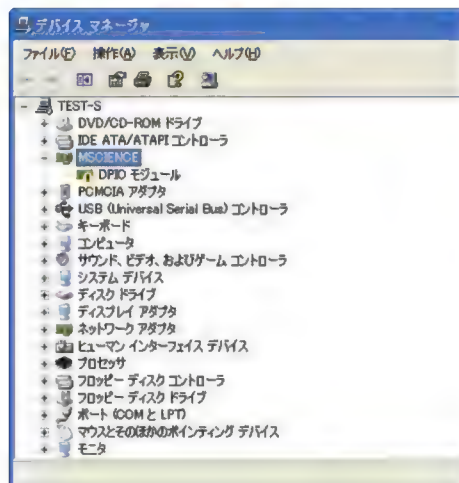 デバイス マネージャ
ファイル(F) 操作(A) 表示(V) ヘルプ(H)
TEST-S
DVD/CD-ROM ドライブ
IDE ATA/ATAPI コントローラ
MSCIENCE
DPIO モジュール
PCMCIA アダプタ
USB (Universal Serial Bus) コントローラ
キーボード
コンピュータ
サウンド、ビデオ、およびゲーム コントローラ
システム デバイス
ディスク ドライブ
ディスプレイ アダプタ
ネットワーク アダプタ
ヒューマン インターフェイス デバイス
プロセッサ
フロッピー ディスク コントローラ
フロッピー ディスク ドライブ
ポート (COM と LPT)
マウスとそのほかのポインティング デバイス
モニタ